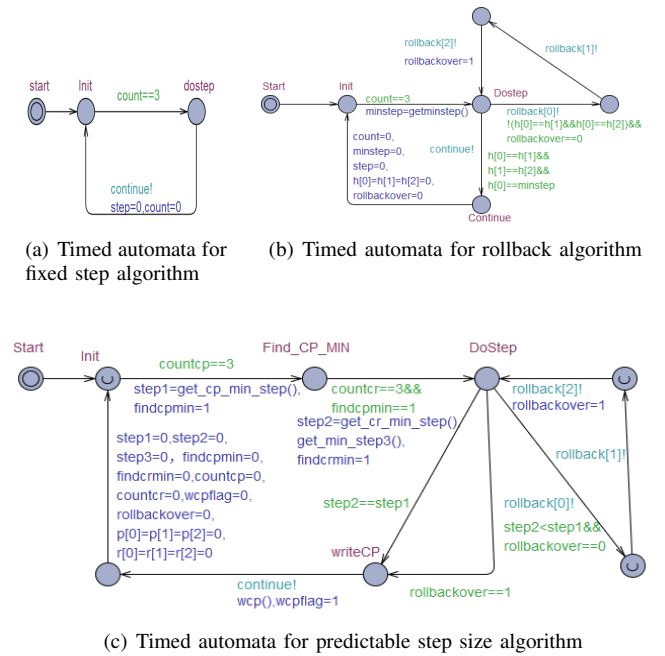 start
Init
dostep
count==3
continue!
step=0,count=0
(a) Timed automata for
fixed step algorithm
rollback[2]!
rollbackover=1
rollback[1]!
Start
Init
Dostep
count==3
minstep=getminstep()
rollback[0]!
!(h[0]==h[1]&&h[0]==h[2])&&
rollbackover==0
count=0,
minstep=0,
step=0,
h[0]=h[1]=h[2]=0,
rollbackover=0
continue!
h[0]==h[1]&&
h[1]==h[2]&&
h[0]==minstep
Continue
(b) Timed automata for rollback algorithm
Start
Init
Find_CP_MIN
DoStep
countcp==3
step1=get_cp_min_step(),
findcpmin=1
countcr==3&&
findcpmin==1
step2=get_cr_min_step(),
get_min_step3(),
findcrmin=1
rollback[2]!
rollbackover=1
rollback[1]!
step1=0,step2=0,
step3=0，findcpmin=0,
findcrmin=0,countcp=0,
countcr=0,wcpflag=0,
rollbackover=0,
p[0]=p[1]=p[2]=0,
r[0]=r[1]=r[2]=0
step2==step1
rollback[0]!
step2<step1&&
rollbackover==0
writeCP
continue!
wcp(),wcpflag=1
rollbackover==1
(c) Timed automata for predictable step size algorithm